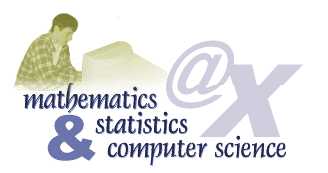 @X
mathematics
& statistics
computer science